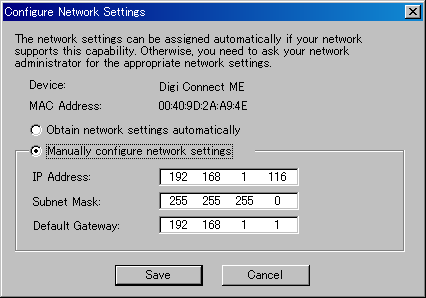 Configure Network Settings
The network settings can be assigned automatically if your network
supports this capability. Otherwise, you need to ask your network
administrator for the appropriate network settings.
Device: Digi Connect ME
MAC Address: 00:40:9D:2A:A9:4E
Obtain network settings automatically
Manually configure network settings
IP Address: 192 168 1 116
Subnet Mask: 255 255 255 0
Default Gateway: 192 168 1 1
Save Cancel